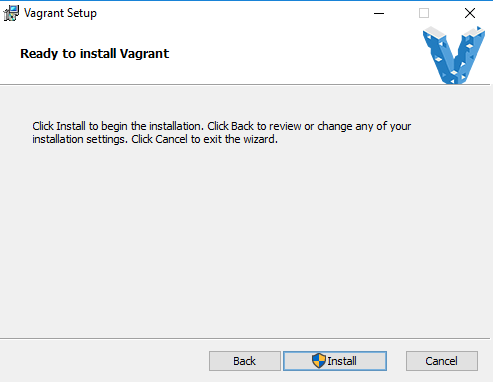 Vagrant Setup
Ready to install Vagrant
Click Install to begin the installation. Click Back to review or change any of your
installation settings. Click Cancel to exit the wizard.
Back
Install
Cancel